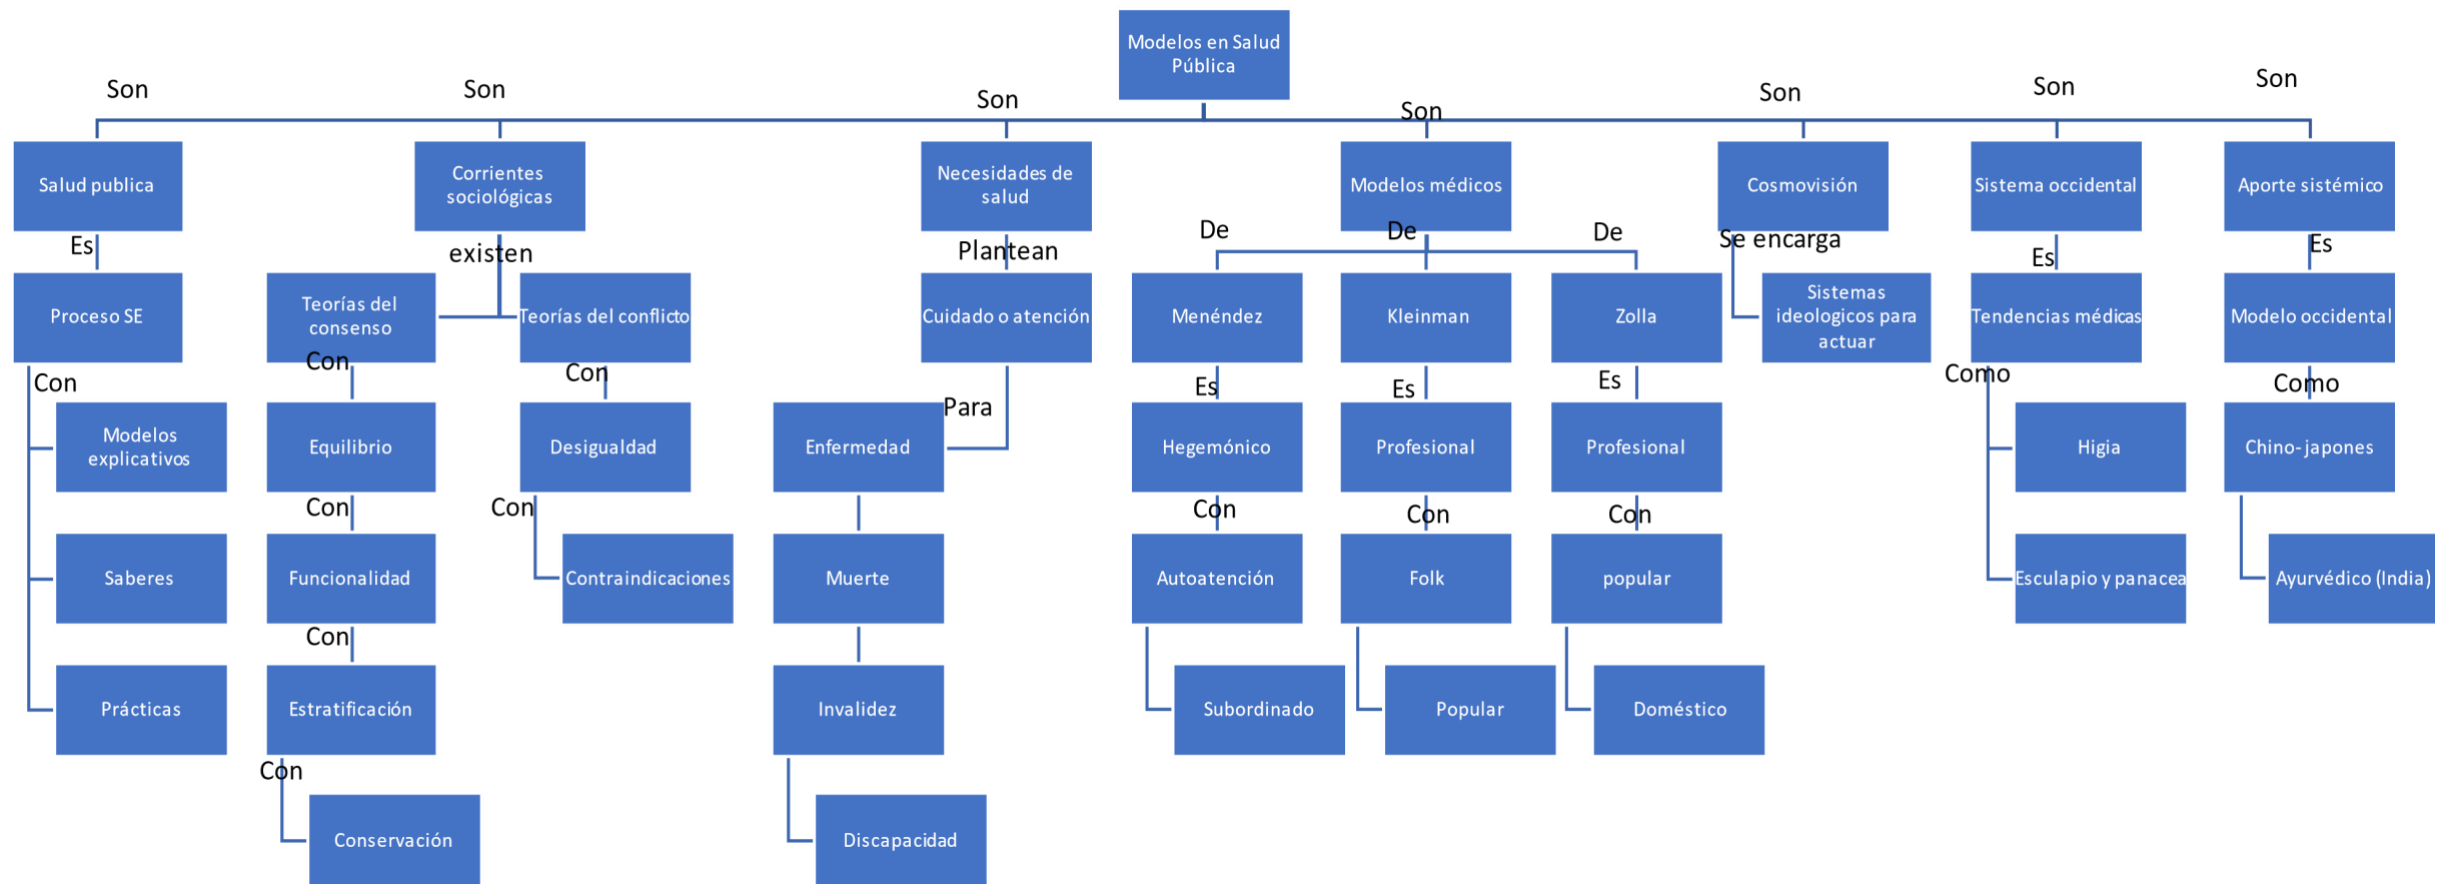 Modelos en Salud
Pública
Son
Son
Son
Son
Son
Son
Son
Salud publica
Corrientes
sociológicas
Necesidades de
salud
Modelos médicos
Cosmovisión
Sistema occidental
Aporte sistémico
Es
existen
Plantean
De
De
De
Se encarga
Es
Es
Proceso SE
Teorías del
consenso
Teorías del conflicto
Cuidado o atención
Menéndez
Kleinman
Zolla
Sistemas
ideologicos para
actuar
Tendencias médicas
Modelo occidental
Con
Con
Con
Para
Es
Es
Es
Como
Como
Modelos
explicativos
Equilibrio
Desigualdad
Enfermedad
Hegemónico
Profesional
Profesional
Higia
Chino- japones
Con
Con
Con
Con
Con
Saberes
Funcionalidad
Contraindicaciones
Muerte
Autoatención
Folk
popular
Esculapio y panacea
Ayurvédico (India)
Con
Prácticas
Estratificación
Invalidez
Subordinado
Popular
Doméstico
Con
Conservación
Discapacidad